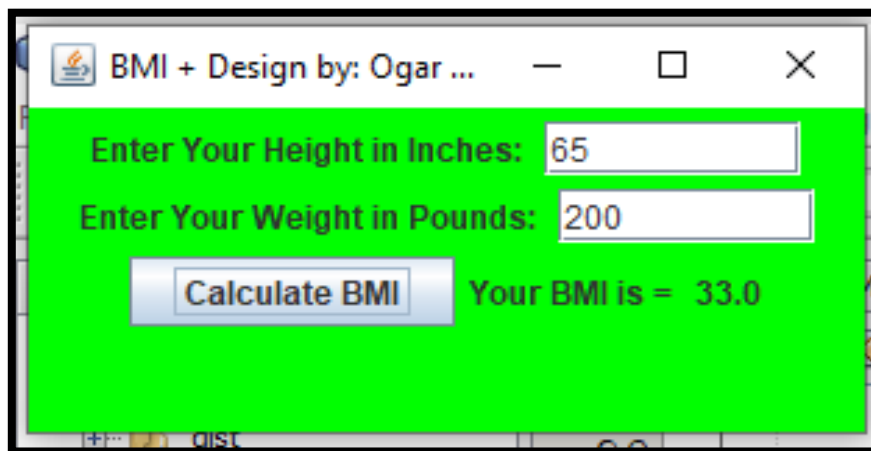 BMI + Design by: Ogar ...
Enter Your Height in Inches: 65
Enter Your Weight in Pounds: 200
Calculate BMI Your BMI is = 33.0